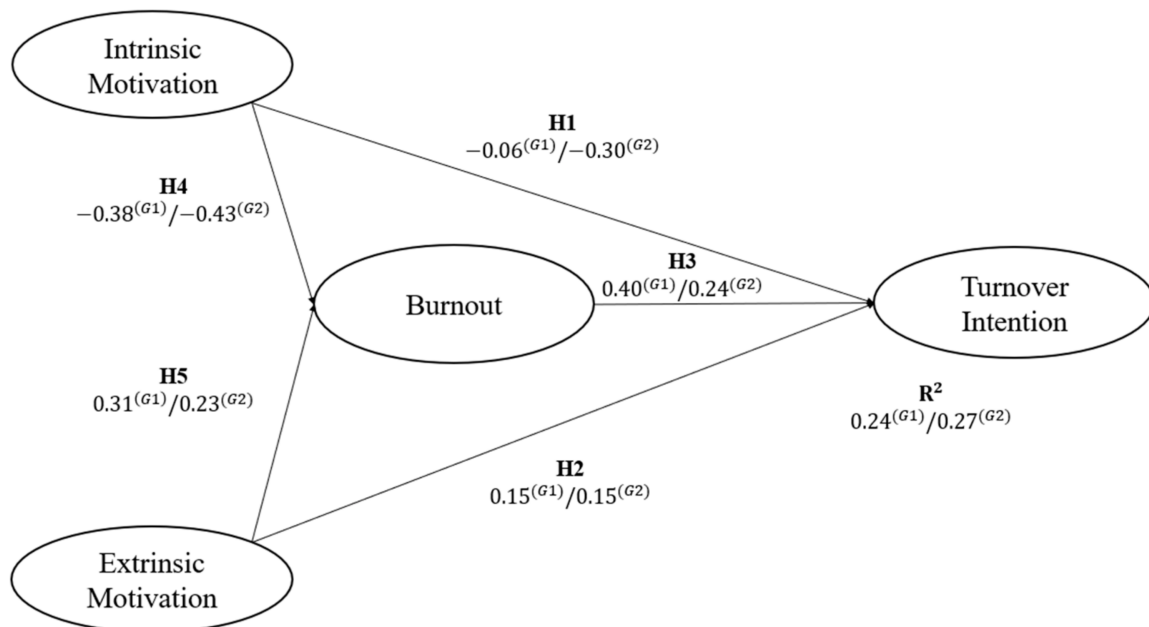 Intrinsic
Motivation
H1
−0.06(G1)/−0.30(G2)
H4
−0.38(G1)/−0.43(G2)
Burnout
H3
0.40(G1)/0.24(G2)
Turnover
Intention
H5
0.31(G1)/0.23(G2)
R²
0.24(G1)/0.27(G2)
H2
0.15(G1)/0.15(G2)
Extrinsic
Motivation